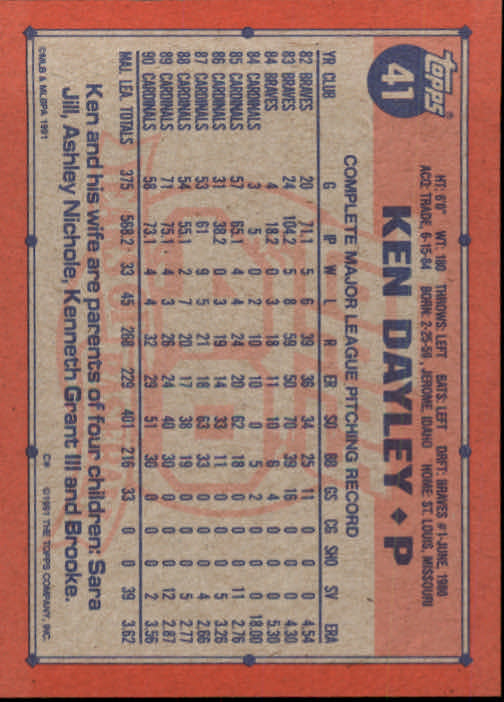 topps
41
HT: 6'0" WT: 180 THROWS: LEFT BATS: LEFT DRFT: BRAVES #1-JUNE, 1980
ACQ: TRADE, 6-15-84 BORN: 2-25-59, JEROME, IDAHO HOME: ST. LOUIS, MISSOURI
KEN DAYLEY ◆ P
COMPLETE MAJOR LEAGUE PITCHING RECORD
YR CLUB G IP W L R ER SO BB GS CG SHO SV ERA
82 BRAVES 20 71.1 5 6 39 36 34 25 11 0 0 0 4.54
83 BRAVES 24 104.2 5 8 59 50 70 39 16 0 0 0 4.30
84 BRAVES 4 18.2 0 3 18 11 10 6 4 0 0 0 5.30
84 CARDINALS 3 5 0 2 10 10 0 5 2 0 0 0 18.00
85 CARDINALS 57 65.1 4 4 24 20 62 18 0 0 0 11 2.76
86 CARDINALS 31 38.2 0 3 19 14 33 11 0 0 0 5 3.26
87 CARDINALS 53 61 9 5 21 18 63 33 0 0 0 4 2.66
88 CARDINALS 54 55.1 2 7 20 17 38 19 0 0 0 5 2.77
89 CARDINALS 71 75.1 4 3 26 24 40 30 0 0 0 12 2.87
90 CARDINALS 58 73.1 4 4 32 29 51 30 0 0 0 2 3.56
MAJ. LEA. TOTALS 375 568.2 33 45 268 229 401 216 33 0 0 39 3.62
Ken and his wife are parents of four children: Sara
Jill, Ashley Nichole, Kenneth Grant III and Brooke.
©MLB & MLBPA 1991 C# ©1991 THE TOPPS COMPANY, INC.